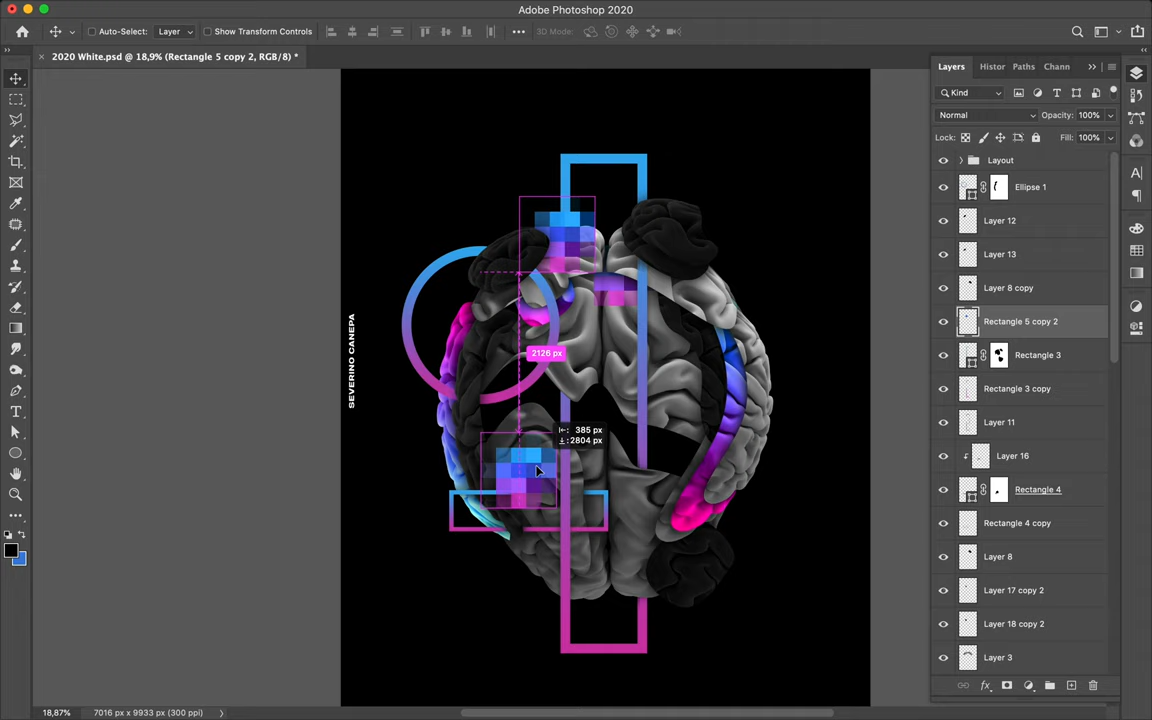 Adobe Photoshop 2020
Auto-Select:
Layer
Show Transform Controls
3D Mode:
2020 White.psd @ 18,9% (Rectangle 5 copy 2, RGB/8) *
SEVERINO CANEPA
2126 px
385 px
2804 px
Layers
Histor
Paths
Chann
Kind
Normal
Opacity: 100%
Lock:
Fill: 100%
Layout
Ellipse 1
Layer 12
Layer 13
Layer 8 copy
Rectangle 5 copy 2
Rectangle 3
Rectangle 3 copy
Layer 11
Layer 16
Rectangle 4
Rectangle 4 copy
Layer 8
Layer 17 copy 2
Layer 18 copy 2
Layer 3
18,87%
7016 px x 9933 px (300 ppi)